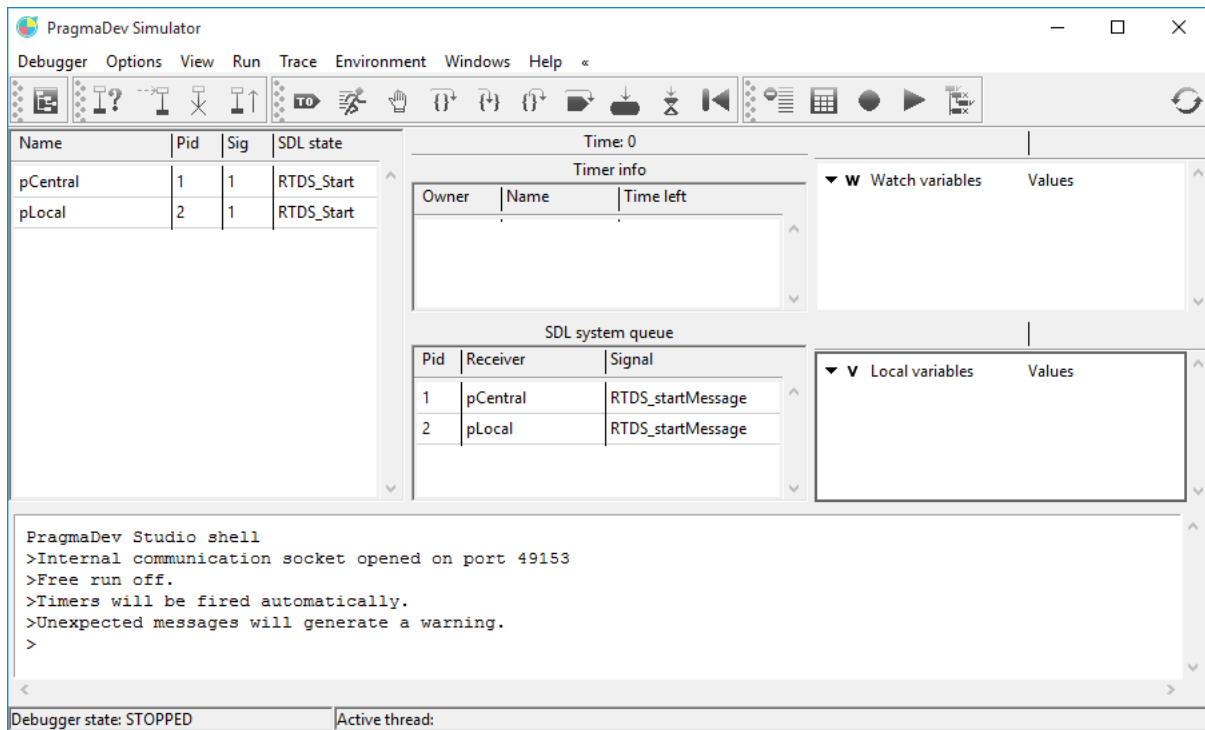 PragmaDev Simulator
Debugger Options View Run Trace Environment Windows Help «
T?
TO
Name Pid Sig SDL state
pCentral 1 1 RTDS_Start
pLocal 2 1 RTDS_Start
Time: 0
Timer info
Owner Name Time left
SDL system queue
Pid Receiver Signal
1 pCentral RTDS_startMessage
2 pLocal RTDS_startMessage
W Watch variables Values
V Local variables Values
PragmaDev Studio shell
>Internal communication socket opened on port 49153
>Free run off.
>Timers will be fired automatically.
>Unexpected messages will generate a warning.
>
Debugger state: STOPPED Active thread: